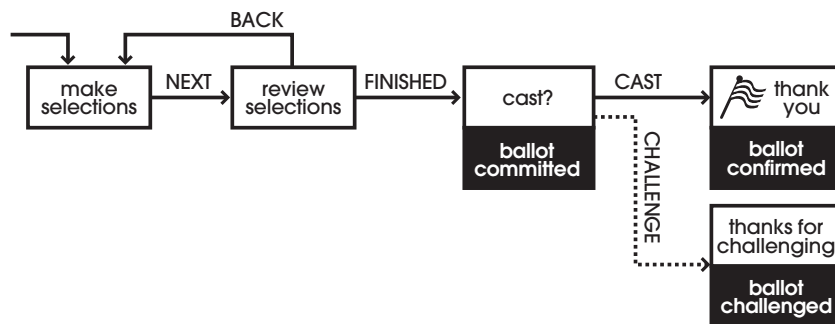 BACK
make
selections
NEXT
review
selections
FINISHED
cast?
ballot
committed
CAST
CHALLENGE
thank
you
ballot
confirmed
thanks for
challenging
ballot
challenged